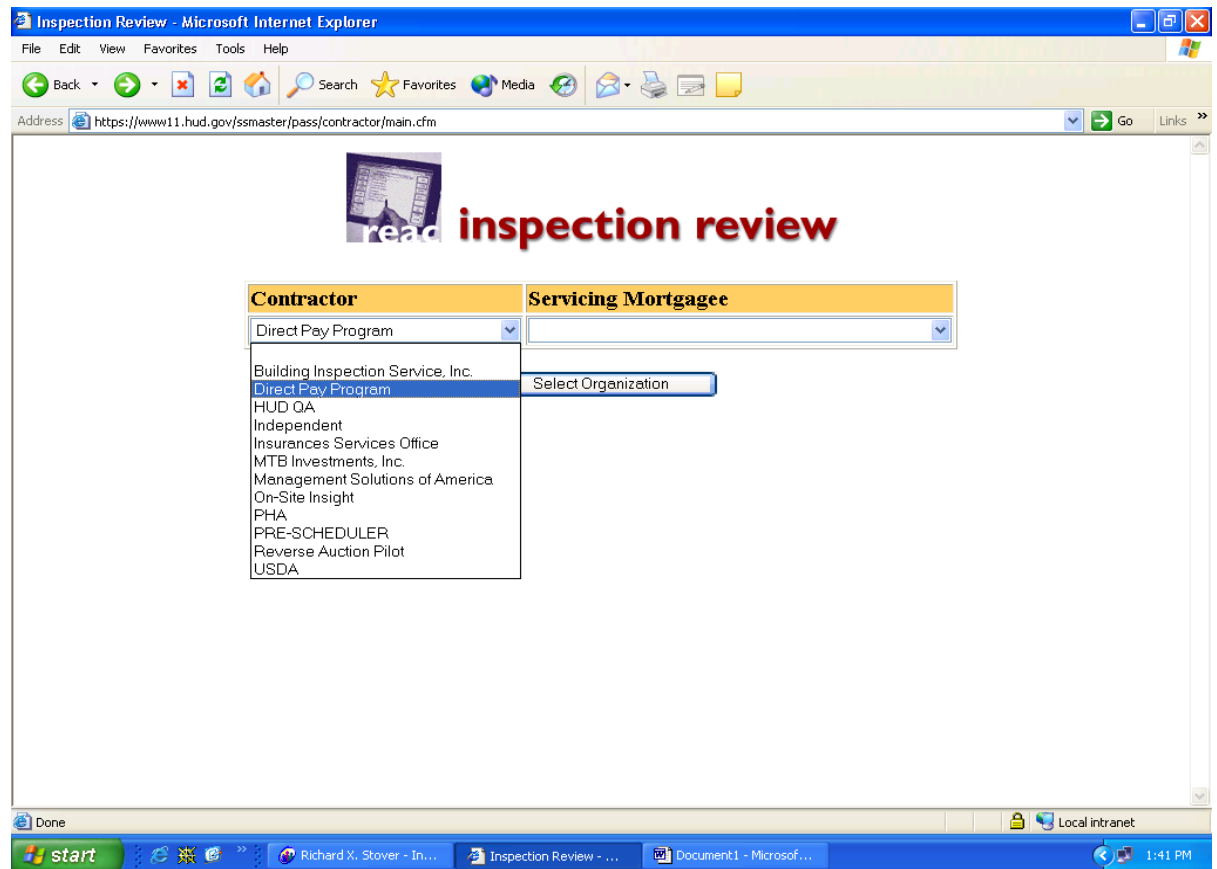 Inspection Review - Microsoft Internet Explorer
File Edit View Favorites Tools Help
Back Search Favorites Media
Address https://www11.hud.gov/ssmaster/pass/contractor/main.cfm Go Links »
reac inspection review
Contractor Servicing Mortgagee
Direct Pay Program
Building Inspection Service, Inc.
Direct Pay Program Select Organization
HUD QA
Independent
Insurances Services Office
MTB Investments, Inc.
Management Solutions of America
On-Site Insight
PHA
PRE-SCHEDULER
Reverse Auction Pilot
USDA
Done Local intranet
start » Richard X. Stover - In... Inspection Review - ... Document1 - Microsof... 1:41 PM